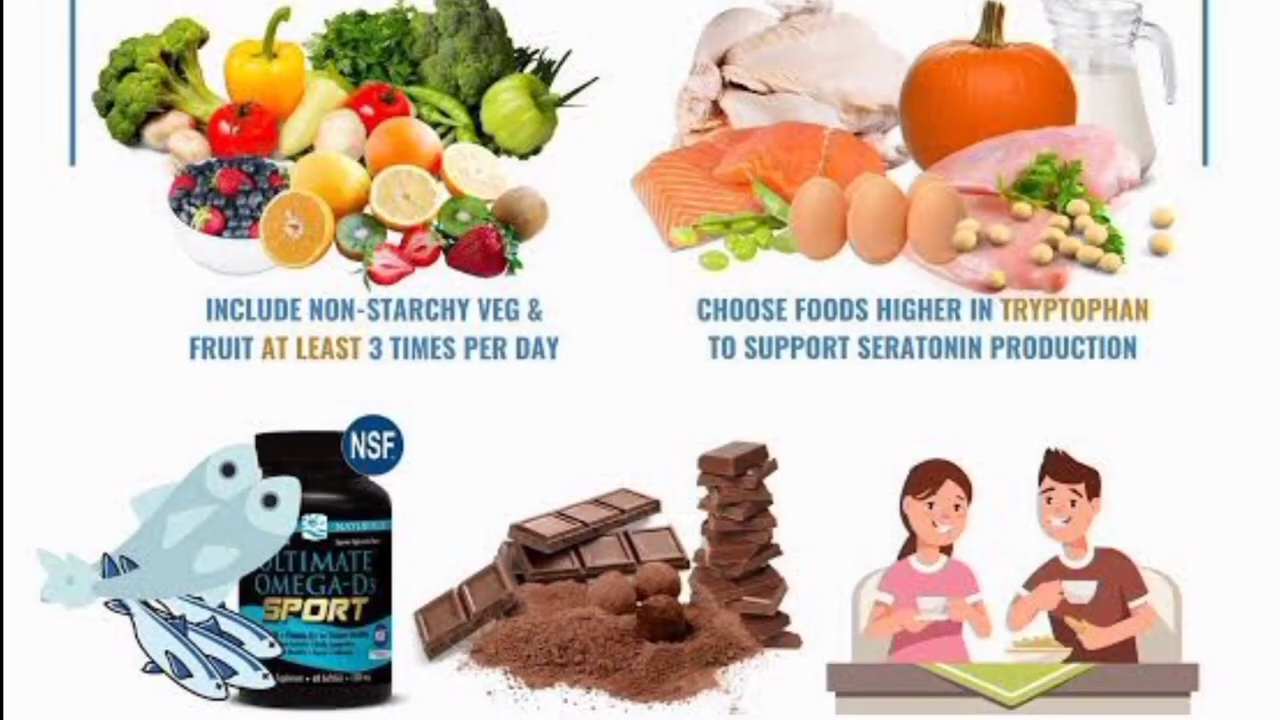 INCLUDE NON-STARCHY VEG &
FRUIT AT LEAST 3 TIMES PER DAY
CHOOSE FOODS HIGHER IN TRYPTOPHAN
TO SUPPORT SERATONIN PRODUCTION
NSF
ULTIMATE
OMEGA-D3
SPORT